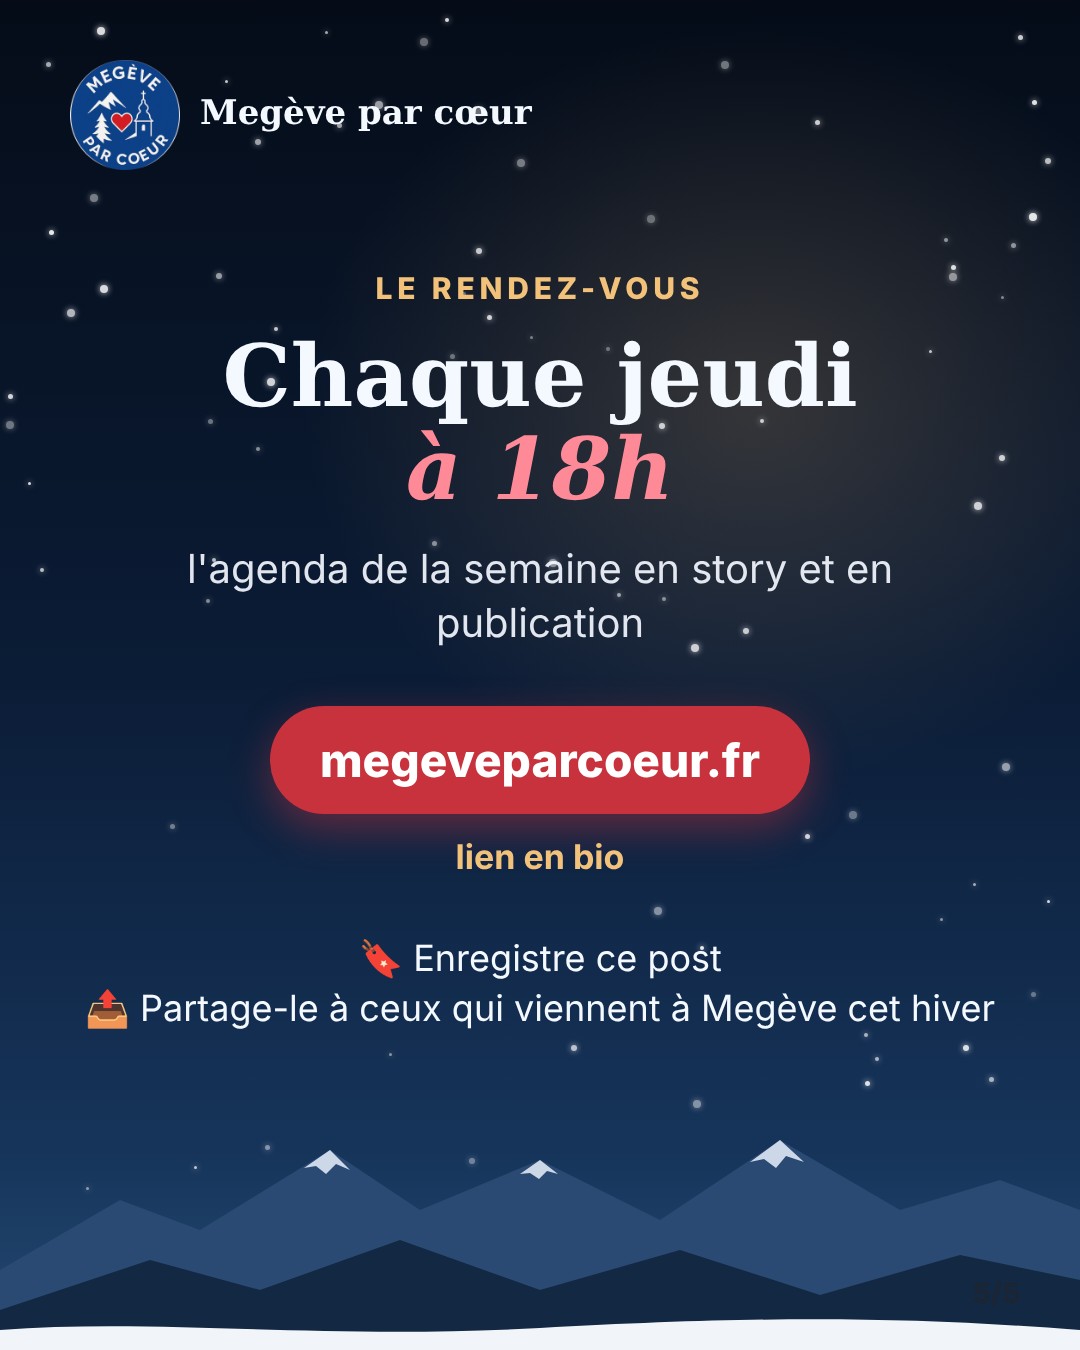 MEGÈVE
PAR COEUR
Megève par cœur
LE RENDEZ-VOUS
Chaque jeudi
à 18h
l'agenda de la semaine en story et en
publication
megeveparcoeur.fr
lien en bio
🔖 Enregistre ce post
📤 Partage-le à ceux qui viennent à Megève cet hiver